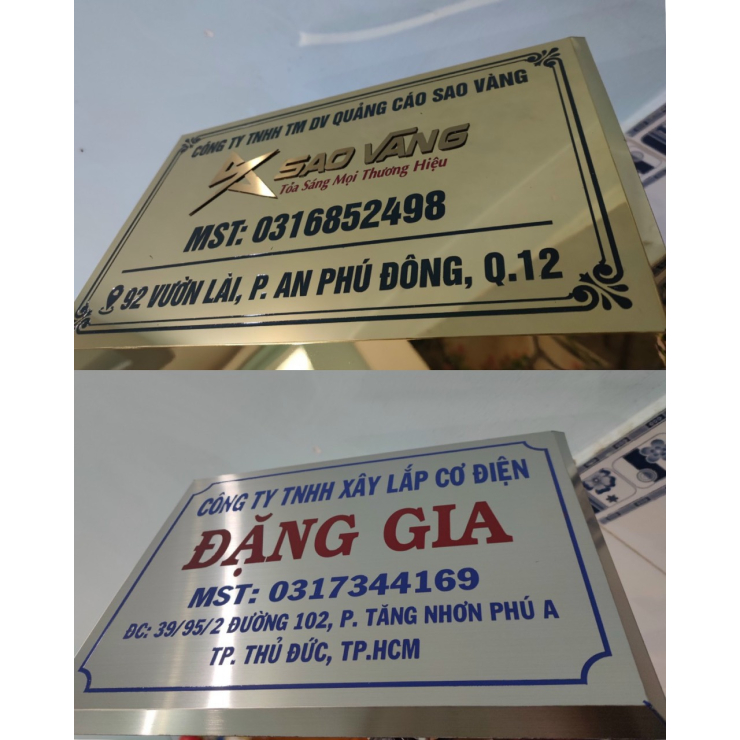 CÔNG TY TNHH TM DV QUẢNG CÁO SAO VÀNG
SAO VÀNG
Tỏa Sáng Mọi Thương Hiệu
MST: 0316852498
92 VƯỜN LÀI, P. AN PHÚ ĐÔNG, Q.12
CÔNG TY TNHH XÂY LẮP CƠ ĐIỆN
ĐẶNG GIA
MST: 0317344169
ĐC: 39/95/2 ĐƯỜNG 102, P. TĂNG NHƠN PHÚ A
TP. THỦ ĐỨC, TP.HCM